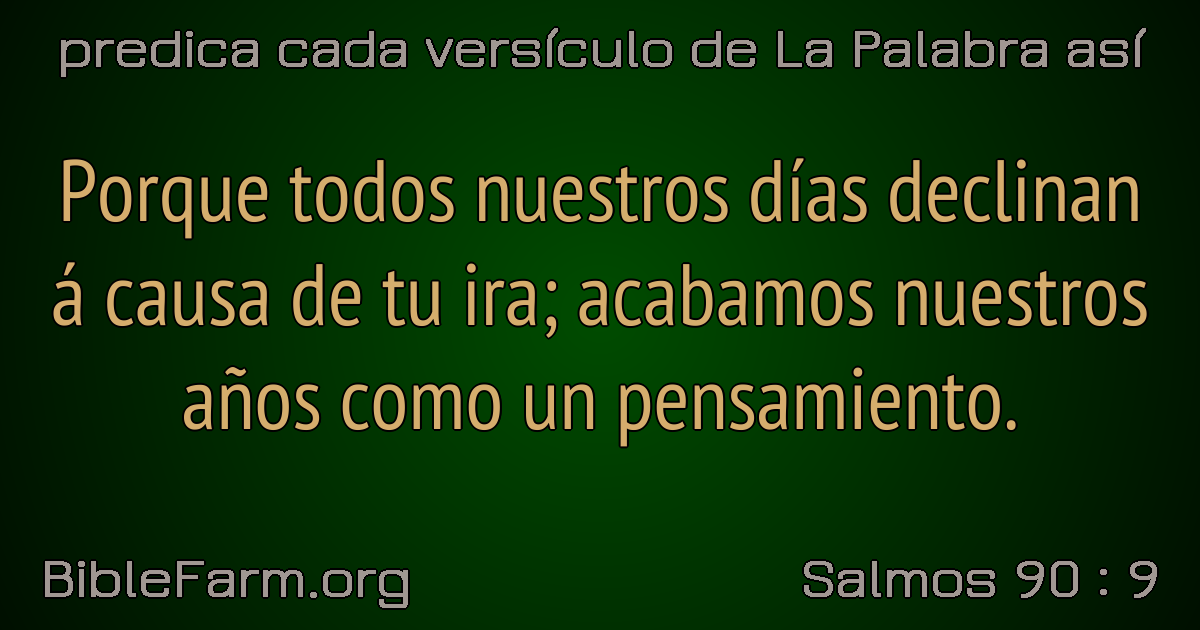 predica cada versículo de La Palabra así
Porque todos nuestros días declinan
á causa de tu ira; acabamos nuestros
años como un pensamiento.
BibleFarm.org
Salmos 90 : 9